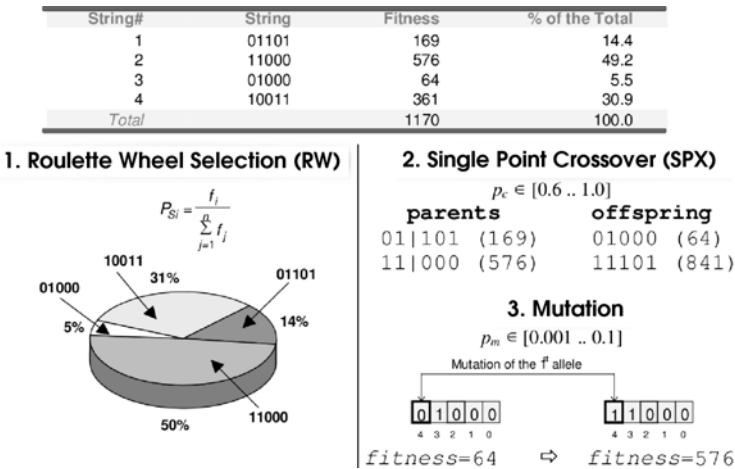 String# String Fitness % of the Total
1 01101 169 14.4
2 11000 576 49.2
3 01000 64 5.5
4 10011 361 30.9
Total 1170 100.0
1. Roulette Wheel Selection (RW)
P_Si = f_i / n Σ j=1 f_j
10011
31%
01000
01101
5%
14%
11000
50%
2. Single Point Crossover (SPX)
p_c ∈ [0.6 .. 1.0]
parents offspring
01|101 (169) 01000 (64)
11|000 (576) 11101 (841)
3. Mutation
p_m ∈ [0.001 .. 0.1]
Mutation of the allele
0 1 0 0 0 1 1 0 0 0
4 3 2 1 0 4 3 2 1 0
fitness=64 ⇨ fitness=576